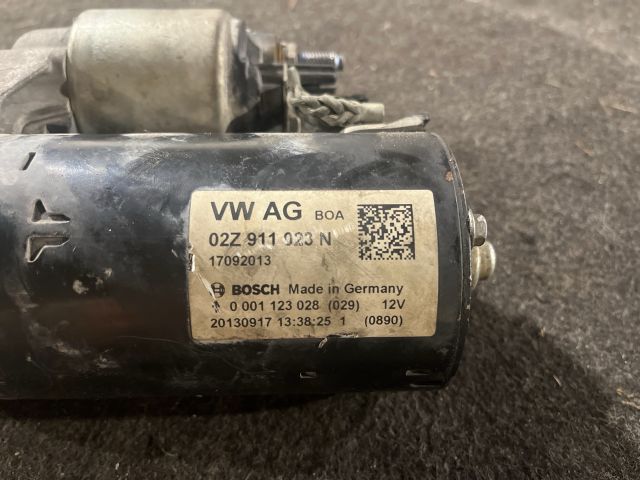 VW AG BOA
02Z 911 023 N
17092013
BOSCH Made in Germany
0 001 123 028 (029) 12V
20130917 13:38:25 1 (0890)